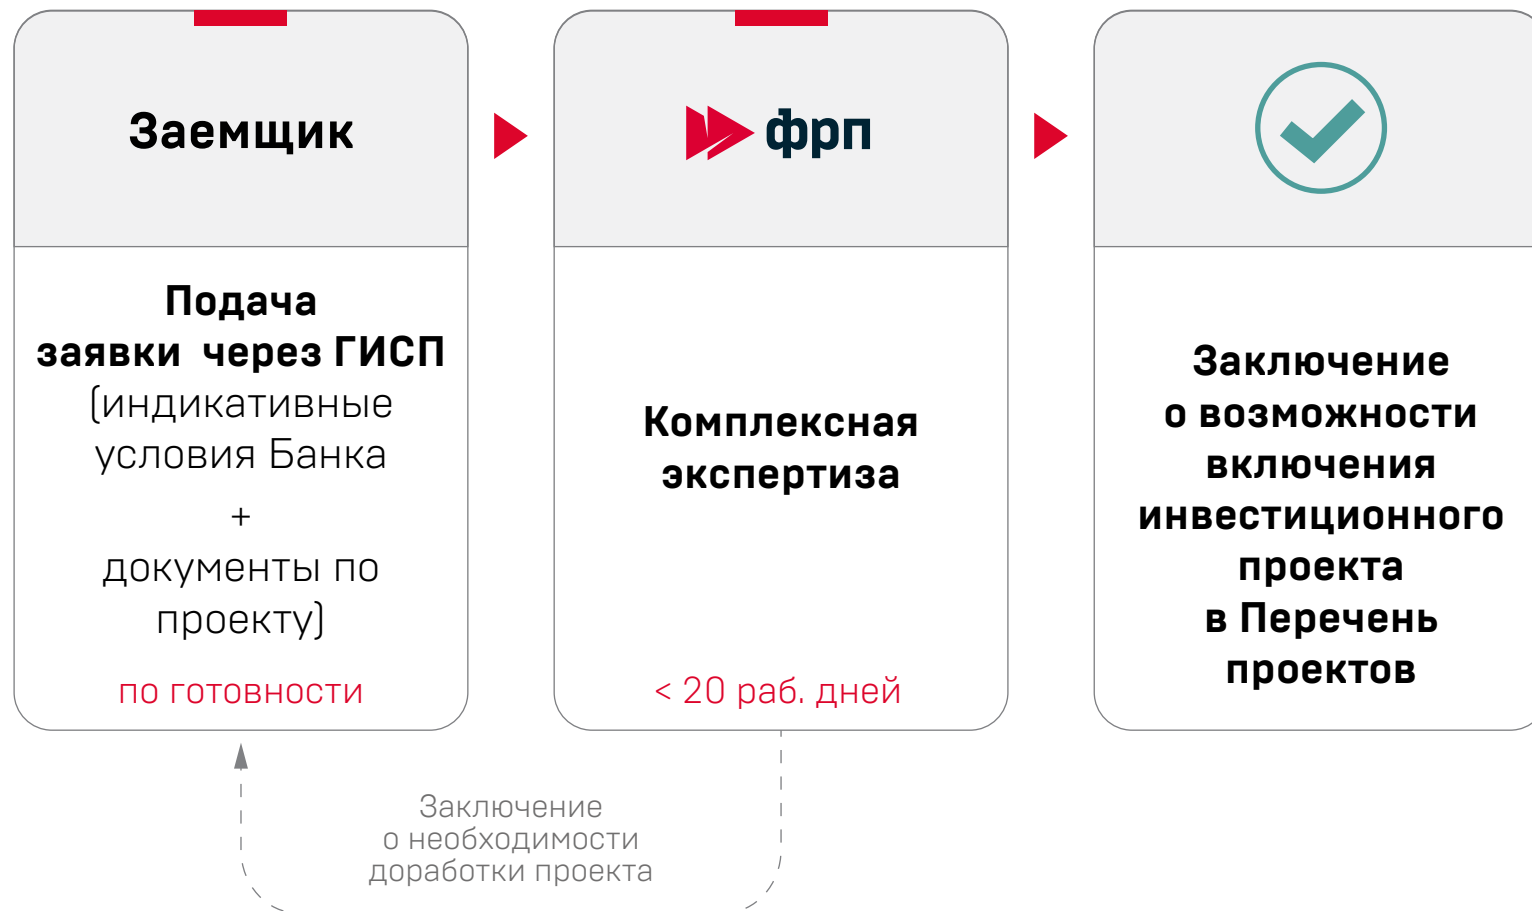 Заемщик
Подача
заявки через ГИСП
(индикативные
условия Банка
+
документы по
проекту)
по готовности
фрп
Комплексная
экспертиза
< 20 раб. дней
Заключение
о возможности
включения
инвестиционного
проекта
в Перечень
проектов
Заключение
о необходимости
доработки проекта